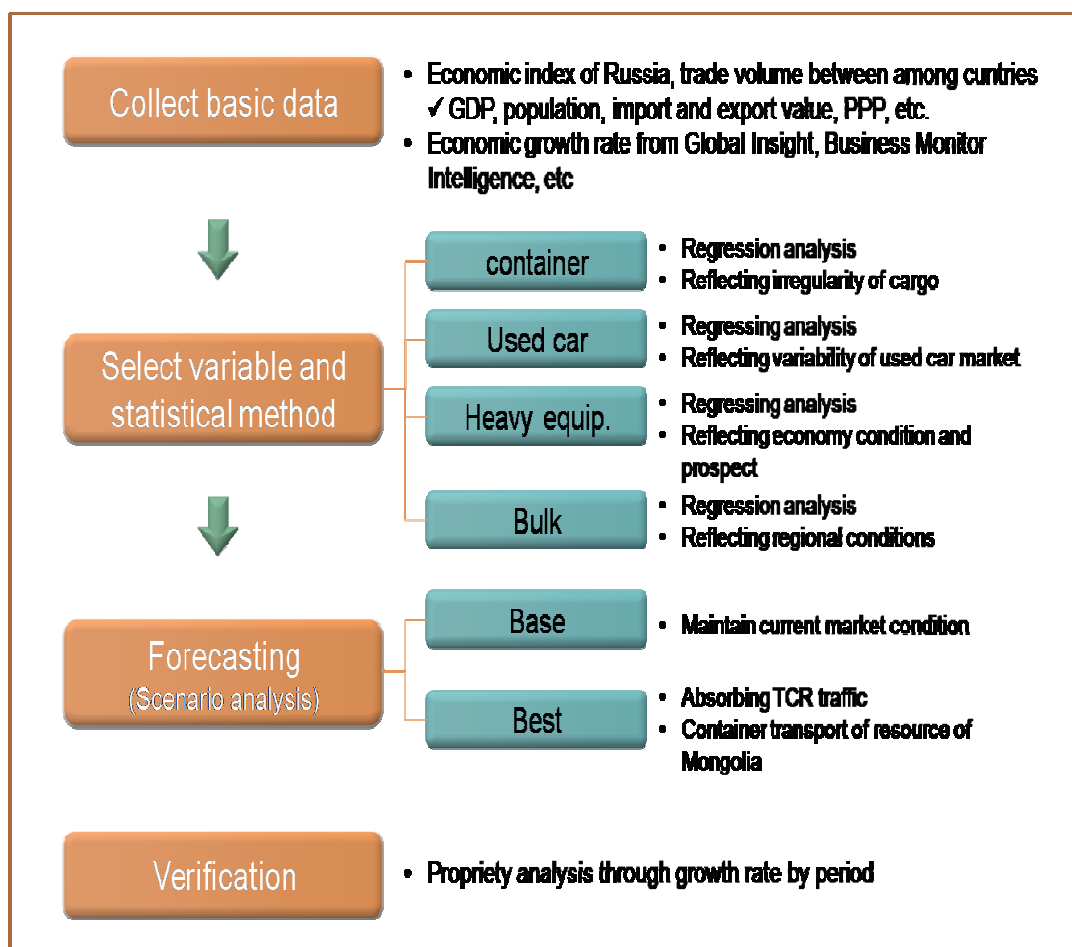 Collect basic data
• Economic index of Russia, trade volume between among cuntries
✓ GDP, population, import and export value, PPP, etc.
• Economic growth rate from Global Insight, Business Monitor
Intelligence, etc
Select variable and
statistical method
container
• Regression analysis
• Reflecting irregularity of cargo
Used car
• Regressing analysis
• Reflecting variability of used car market
Heavy equip.
• Regressing analysis
• Reflecting economy condition and
prospect
Bulk
• Regression analysis
• Reflecting regional conditions
Forecasting
(Scenario analysis)
Base
• Maintain current market condition
Best
• Absorbing TCR traffic
• Container transport of resource of
Mongolia
Verification
• Propriety analysis through growth rate by period